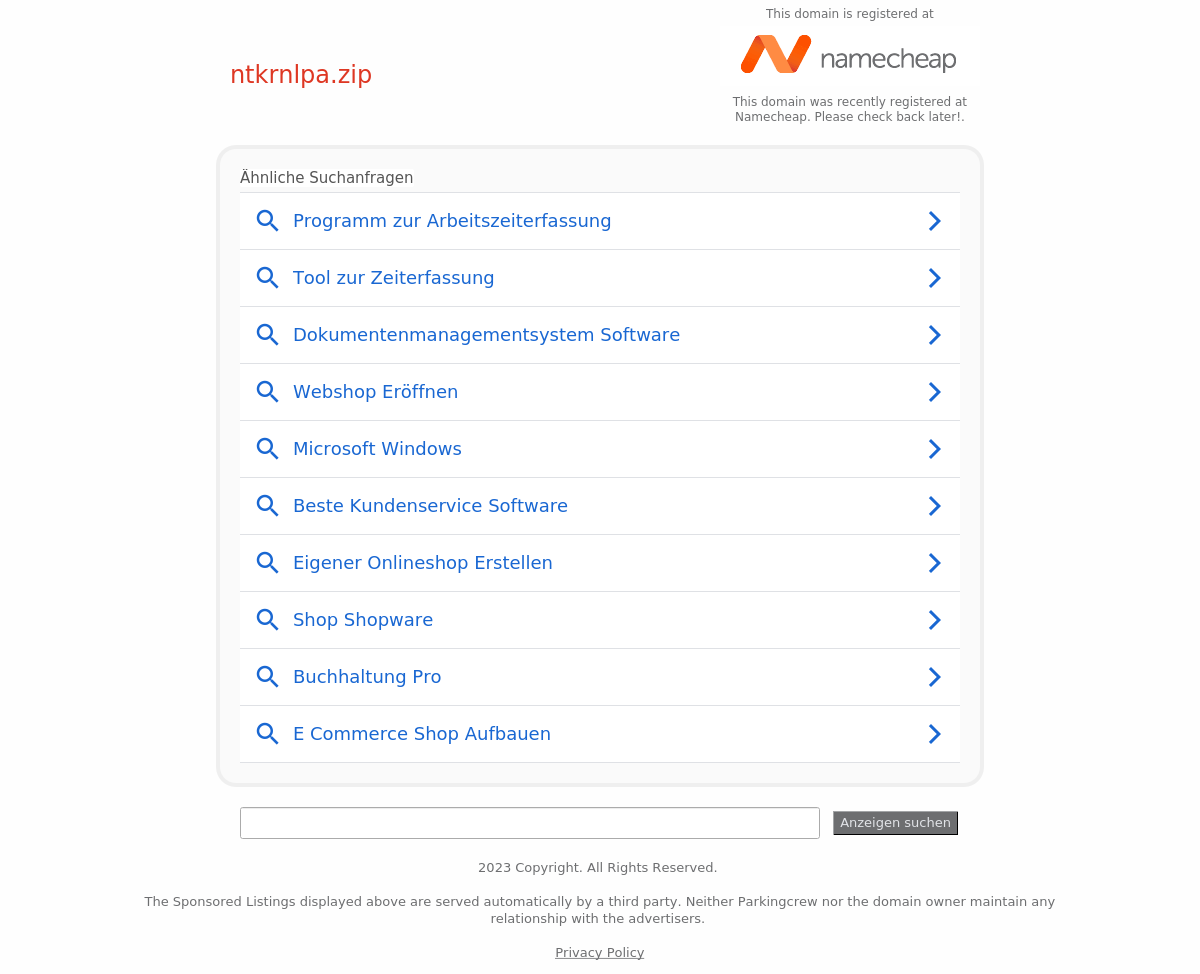 This domain is registered at
namecheap
ntkrnlpa.zip
This domain was recently registered at
Namecheap. Please check back later!.
Ähnliche Suchanfragen
Programm zur Arbeitszeiterfassung
Tool zur Zeiterfassung
Dokumentenmanagementsystem Software
Webshop Eröffnen
Microsoft Windows
Beste Kundenservice Software
Eigener Onlineshop Erstellen
Shop Shopware
Buchhaltung Pro
E Commerce Shop Aufbauen
Anzeigen suchen
2023 Copyright. All Rights Reserved.
The Sponsored Listings displayed above are served automatically by a third party. Neither Parkingcrew nor the domain owner maintain any
relationship with the advertisers.
Privacy Policy